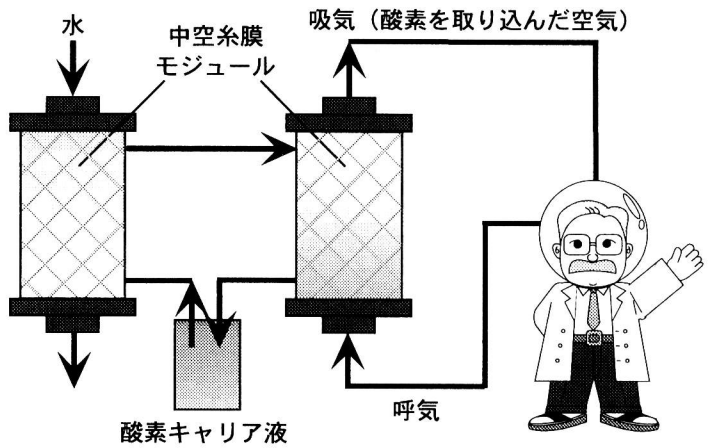 水
中空糸膜
モジュール
吸気（酸素を取り込んだ空気）
酸素キャリア液
呼気